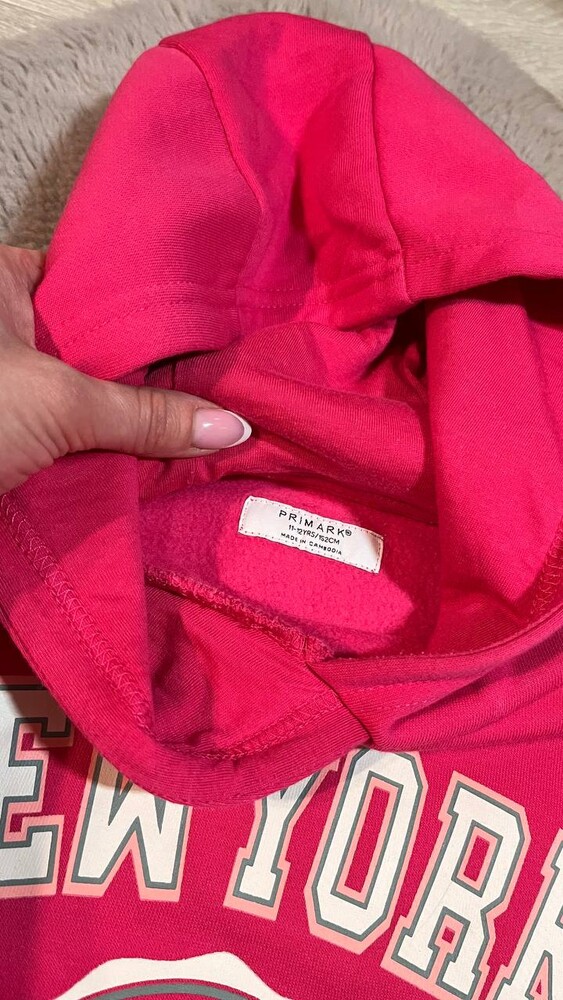 PRIMARK®
11-12YRS/152CM
MADE IN CAMBODIA
EW YORK